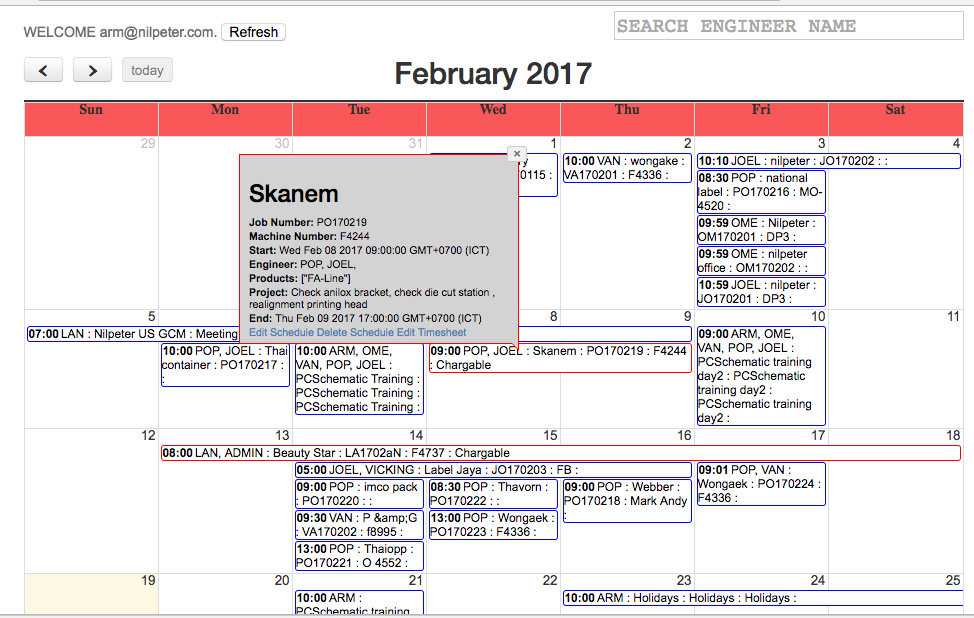 WELCOME arm@nilpeter.com. Refresh
SEARCH ENGINEER NAME
today
February 2017
Sun Mon Tue Wed Thu Fri Sat
29 30 31 1 2 3 4
y
0115 :
10:00 VAN : wongake :
VA170201 : F4336 :
10:10 JOEL : nilpeter : JO170202 : :
08:30 POP : national
label : PO170216 : MO-
4520 :
09:59 OME : Nilpeter :
OM170201 : DP3 :
09:59 OME : nilpeter
office : OM170202 : :
10:59 JOEL : nilpeter :
JO170201 : DP3 :
×
Skanem
Job Number: PO170219
Machine Number: F4244
Start: Wed Feb 08 2017 09:00:00 GMT+0700 (ICT)
Engineer: POP, JOEL,
Products: ["FA-Line"]
Project: Check anilox bracket, check die cut station ,
realignment printing head
End: Thu Feb 09 2017 17:00:00 GMT+0700 (ICT)
Edit Schedule Delete Schedule Edit Timesheet
5 8 9 10 11
07:00 LAN : Nilpeter US GCM : Meeting
10:00 POP, JOEL : Thai
container : PO170217 :
:
10:00 ARM, OME,
VAN, POP, JOEL :
PCSchematic Training :
PCSchematic Training :
PCSchematic Training :
09:00 POP, JOEL : Skanem : PO170219 : F4244
: Chargable
09:00 ARM, OME,
VAN, POP, JOEL :
PCSchematic training
day2 : PCSchematic
training day2 :
PCSchematic training
day2 :
12 13 14 15 16 17 18
08:00 LAN, ADMIN : Beauty Star : LA1702aN : F4737 : Chargable
05:00 JOEL, VICKING : Label Jaya : JO170203 : FB :
09:00 POP : imco pack
: PO170220 : :
09:30 VAN : P &amp;G
: VA170202 : f8995 :
13:00 POP : Thaiopp :
PO170221 : O 4552 :
08:30 POP : Thavorn :
PO170222 : :
13:00 POP : Wongaek :
PO170223 : F4336 :
09:00 POP : Webber :
PO170218 : Mark Andy
:
09:01 POP, VAN :
Wongaek : PO170224 :
F4336 :
19 20 21 22 23 24 25
10:00 ARM :
PCSchematic training
10:00 ARM : Holidays : Holidays : Holidays :